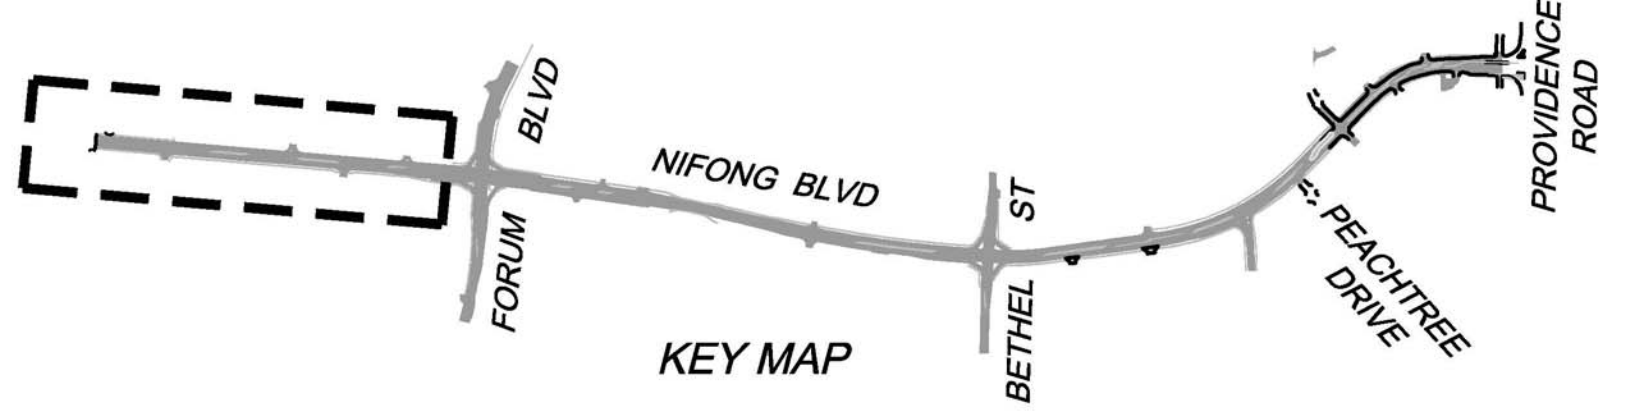 FORUM BLVD
NIFONG BLVD
BETHEL ST
PEACHTREE
DRIVE
PROVIDENCE
ROAD
KEY MAP